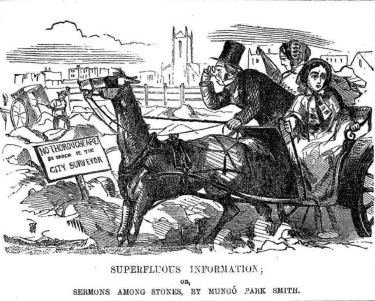 NO THOROUGHFARE
BY ORDER OF THE
CITY SURVEYOR
SUPERFLUOUS INFORMATION;
OR,
SERMONS AMONG STONES, BY MUNGO PARK SMITH.